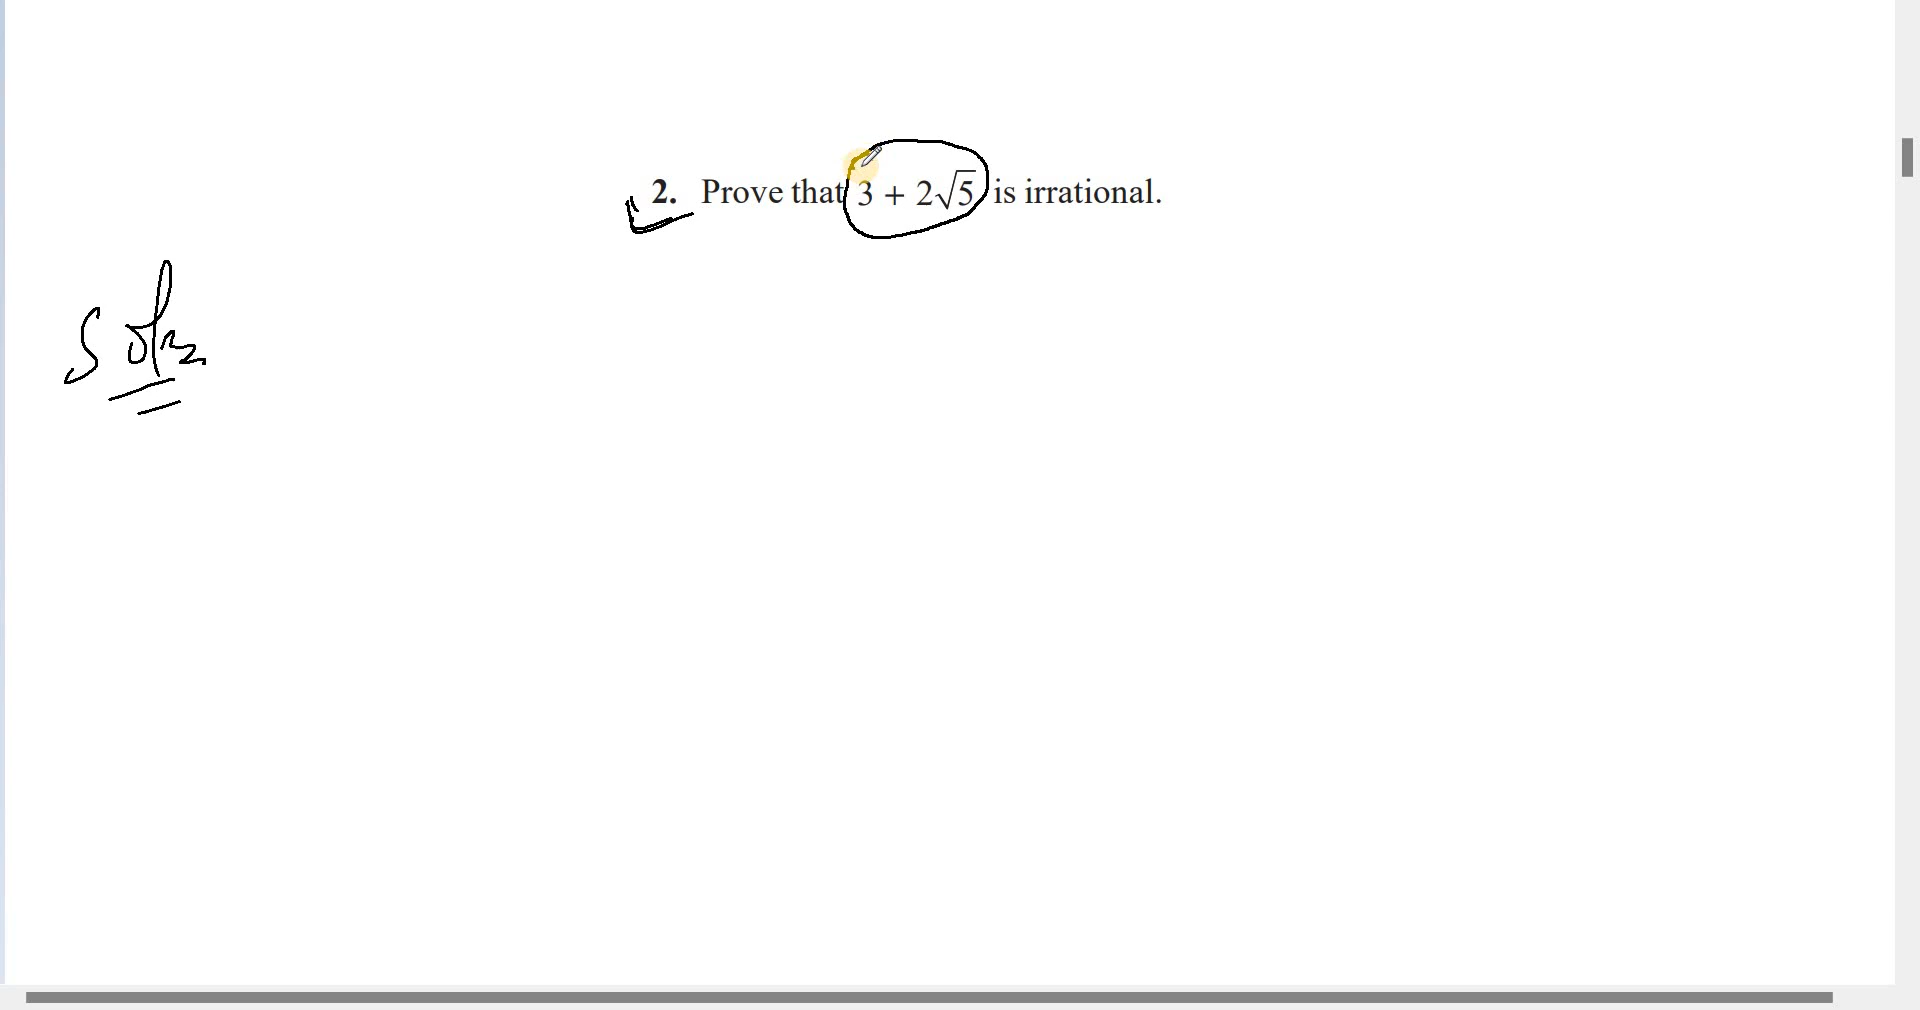 2. Prove that 3 + 2√5 is irrational.
Soln